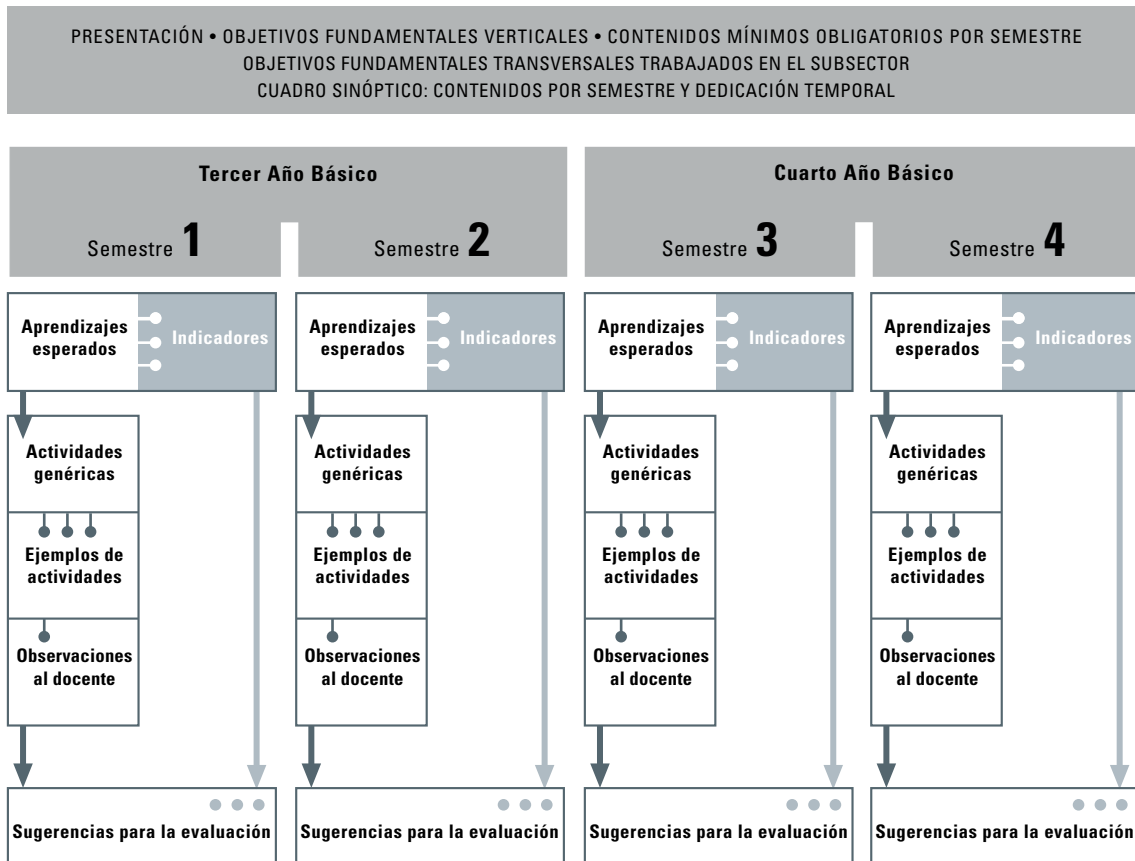 PRESENTACIÓN • OBJETIVOS FUNDAMENTALES VERTICALES • CONTENIDOS MÍNIMOS OBLIGATORIOS POR SEMESTRE
OBJETIVOS FUNDAMENTALES TRANSVERSALES TRABAJADOS EN EL SUBSECTOR
CUADRO SINÓPTICO: CONTENIDOS POR SEMESTRE Y DEDICACIÓN TEMPORAL
Tercer Año Básico
Semestre 1
Semestre 2
Cuarto Año Básico
Semestre 3
Semestre 4
Aprendizajes
esperados
Indicadores
Actividades
genéricas
Ejemplos de
actividades
Observaciones
al docente
Sugerencias para la evaluación
Aprendizajes
esperados
Indicadores
Actividades
genéricas
Ejemplos de
actividades
Observaciones
al docente
Sugerencias para la evaluación
Aprendizajes
esperados
Indicadores
Actividades
genéricas
Ejemplos de
actividades
Observaciones
al docente
Sugerencias para la evaluación
Aprendizajes
esperados
Indicadores
Actividades
genéricas
Ejemplos de
actividades
Observaciones
al docente
Sugerencias para la evaluación